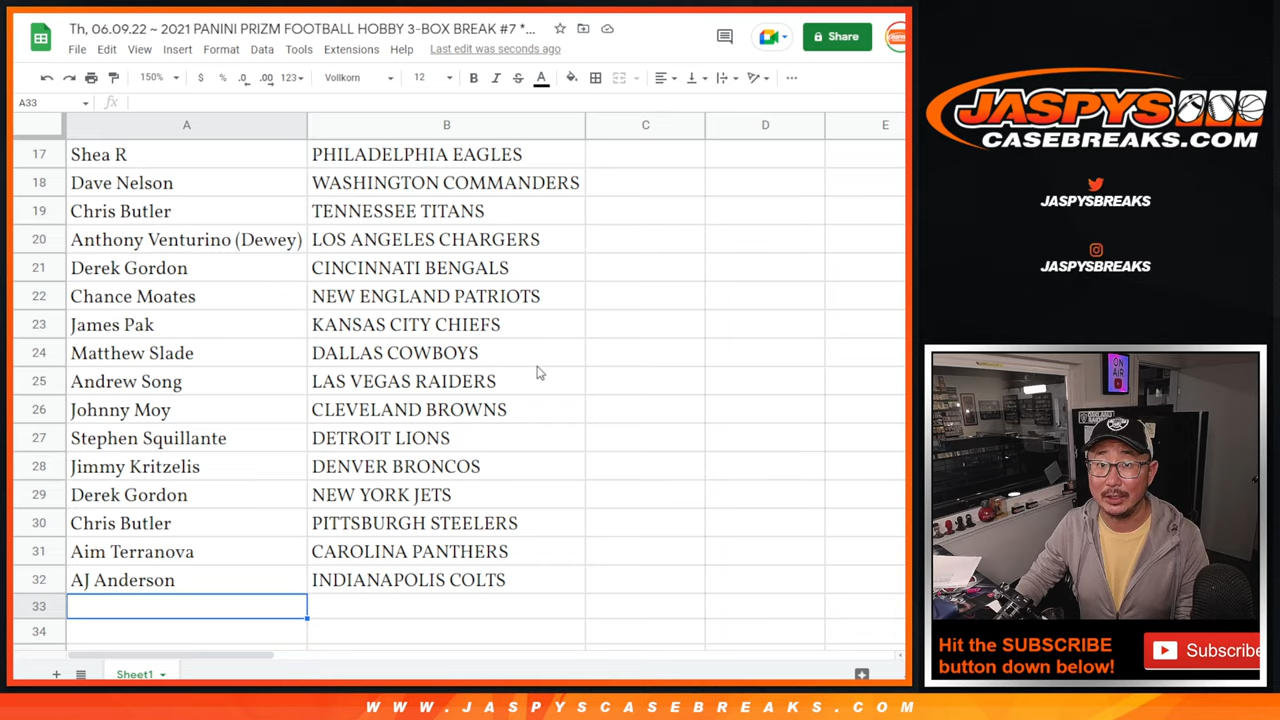 Th, 06.09.22 ~ 2021 PANINI PRIZM FOOTBALL HOBBY 3-BOX BREAK #7 *...
File Edit View Insert Format Data Tools Extensions Help Last edit was seconds ago
Share
150% $ % .0 .00 123 Vollkorn 12 B I S A
A33 fx
A B C D E
17 Shea R PHILADELPHIA EAGLES
18 Dave Nelson WASHINGTON COMMANDERS
19 Chris Butler TENNESSEE TITANS
20 Anthony Venturino (Dewey) LOS ANGELES CHARGERS
21 Derek Gordon CINCINNATI BENGALS
22 Chance Moates NEW ENGLAND PATRIOTS
23 James Pak KANSAS CITY CHIEFS
24 Matthew Slade DALLAS COWBOYS
25 Andrew Song LAS VEGAS RAIDERS
26 Johnny Moy CLEVELAND BROWNS
27 Stephen Squillante DETROIT LIONS
28 Jimmy Kritzelis DENVER BRONCOS
29 Derek Gordon NEW YORK JETS
30 Chris Butler PITTSBURGH STEELERS
31 Aim Terranova CAROLINA PANTHERS
32 AJ Anderson INDIANAPOLIS COLTS
33
34
Sheet1
JASPYS
CASEBREAKS.COM
JASPYSBREAKS
JASPYSBREAKS
ON AIR
Hit the SUBSCRIBE
button down below!
Subscribe
WWW.JASPYSCASEBREAKS.COM